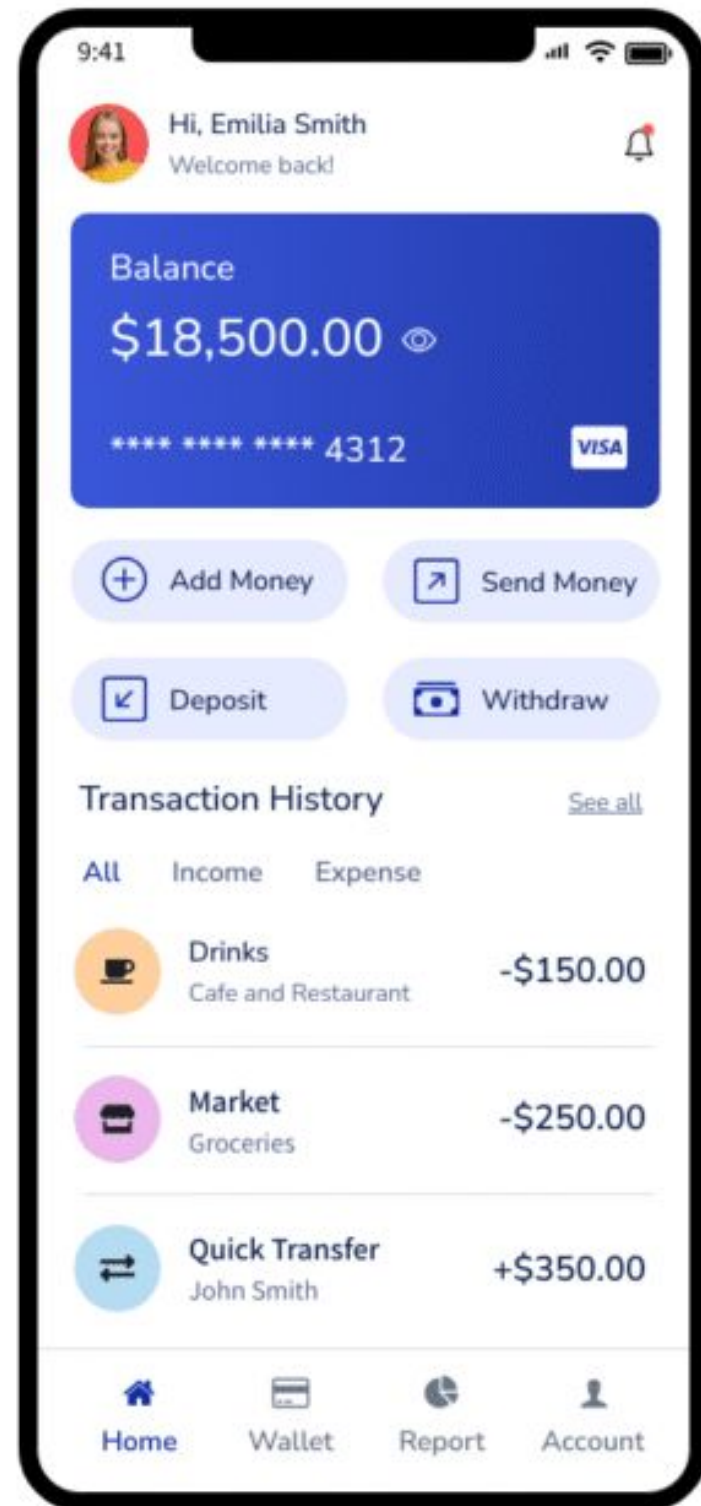 9:41
Hi, Emilia Smith
Welcome back!
Balance
$18,500.00
**** **** **** 4312
VISA
Add Money
Send Money
Deposit
Withdraw
Transaction History
See all
All Income Expense
Drinks
Cafe and Restaurant
-$150.00
Market
Groceries
-$250.00
Quick Transfer
John Smith
+$350.00
Home Wallet Report Account